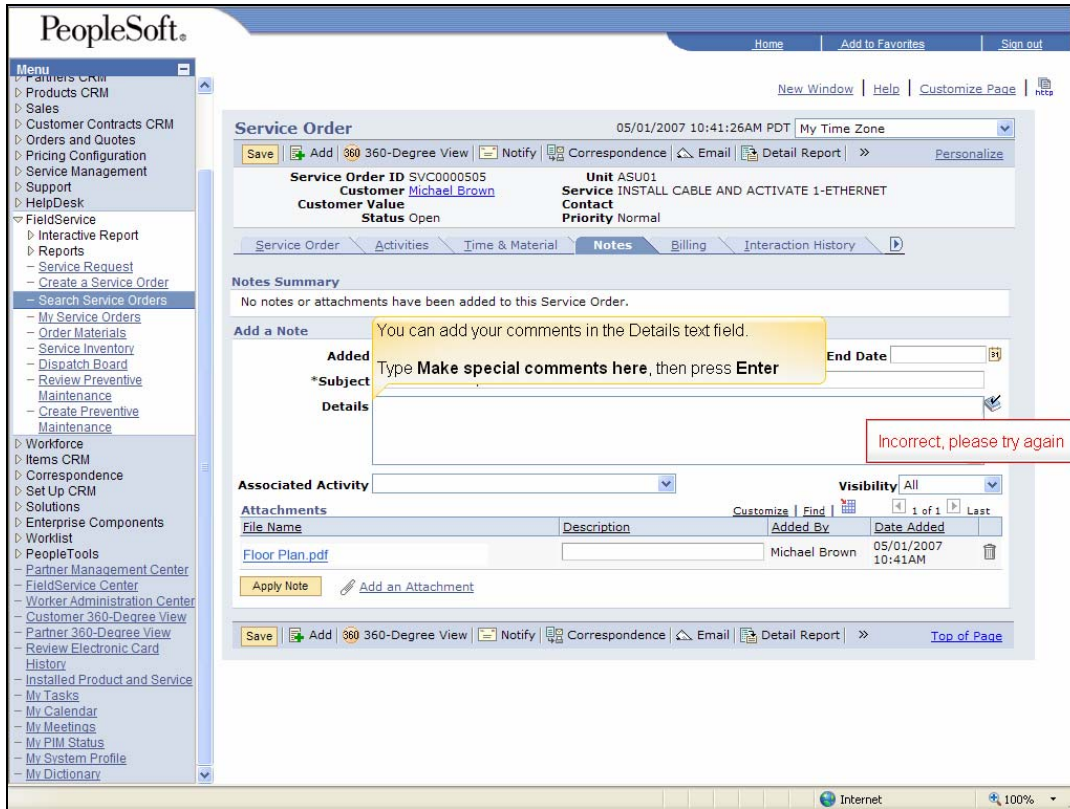 PeopleSoft®
Home | Add to Favorites | Sign out
Menu
Partners CRM
Products CRM
Sales
Customer Contracts CRM
Orders and Quotes
Pricing Configuration
Service Management
Support
HelpDesk
FieldService
Interactive Report
Reports
– Service Request
– Create a Service Order
– Search Service Orders
– My Service Orders
– Order Materials
– Service Inventory
– Dispatch Board
– Review Preventive
Maintenance
– Create Preventive
Maintenance
Workforce
Items CRM
Correspondence
Set Up CRM
Solutions
Enterprise Components
Worklist
PeopleTools
– Partner Management Center
– FieldService Center
– Worker Administration Center
– Customer 360-Degree View
– Partner 360-Degree View
– Review Electronic Card
History
– Installed Product and Service
– My Tasks
– My Calendar
– My Meetings
– My PIM Status
– My System Profile
– My Dictionary
New Window | Help | Customize Page | http
Service Order 05/01/2007 10:41:26AM PDT My Time Zone
Save | Add | 360 360-Degree View | Notify | Correspondence | Email | Detail Report | » Personalize
Service Order ID SVC0000505 Unit ASU01
Customer Michael Brown Service INSTALL CABLE AND ACTIVATE 1-ETHERNET
Customer Value Contact
Status Open Priority Normal
Service Order Activities Time & Material Notes Billing Interaction History
Notes Summary
No notes or attachments have been added to this Service Order.
Add a Note
You can add your comments in the Details text field.
Type Make special comments here, then press Enter
Added End Date 31
*Subject
Details
Incorrect, please try again
Associated Activity Visibility All
Attachments Customize | Find | 1 of 1 Last
File Name Description Added By Date Added
Floor Plan.pdf Michael Brown 05/01/2007
10:41AM
Apply Note Add an Attachment
Save | Add | 360 360-Degree View | Notify | Correspondence | Email | Detail Report | » Top of Page
Internet 100%